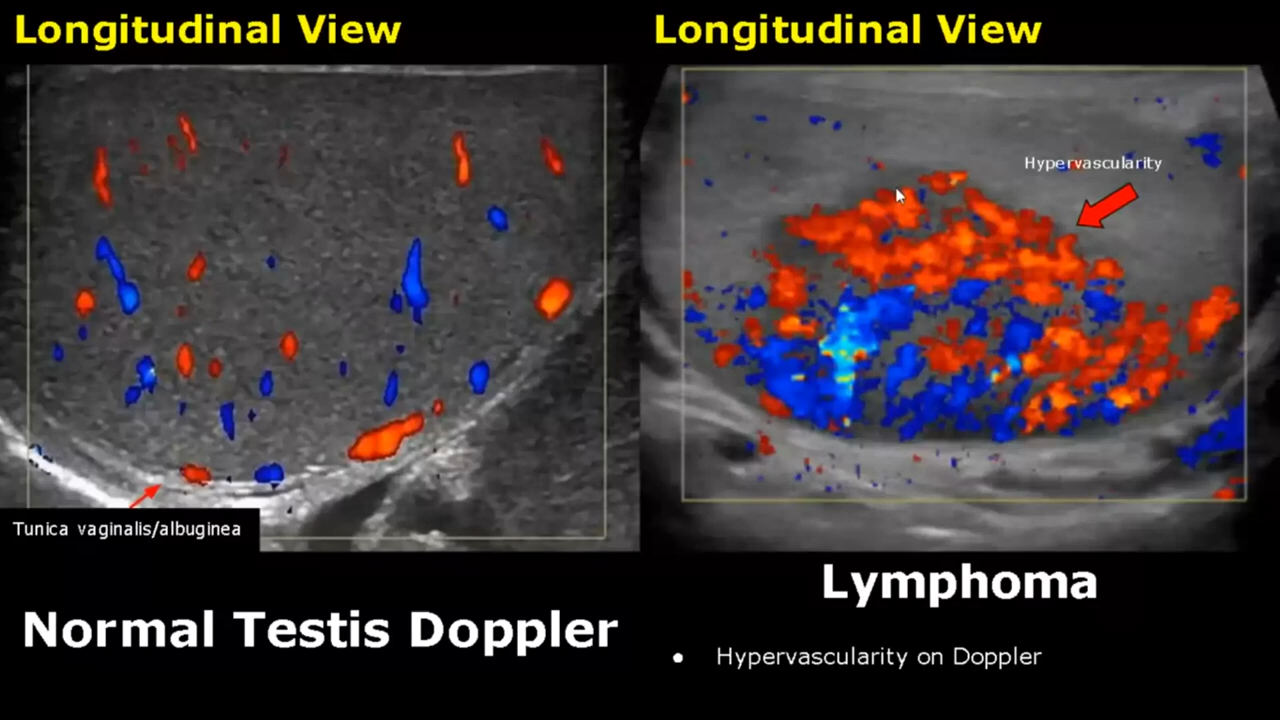 Longitudinal View
Tunica vaginalis/albuginea
Normal Testis Doppler
Longitudinal View
Hypervascularity
Lymphoma
• Hypervascularity on Doppler